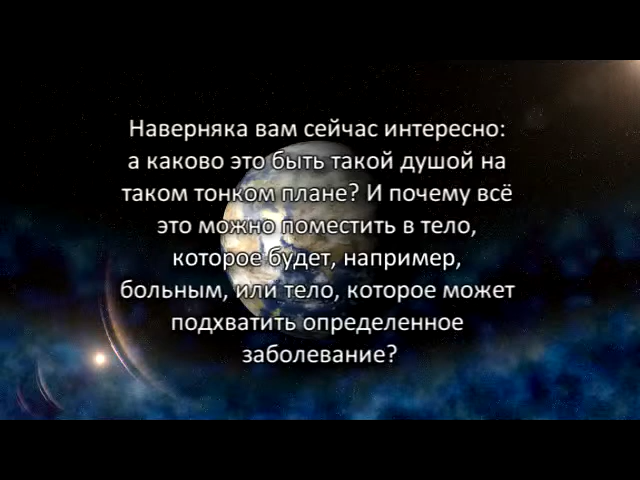 Наверняка вам сейчас интересно:
а каково это быть такой душой на
таком тонком плане? И почему всё
это можно поместить в тело,
которое будет, например,
больным, или тело, которое может
подхватить определенное
заболевание?